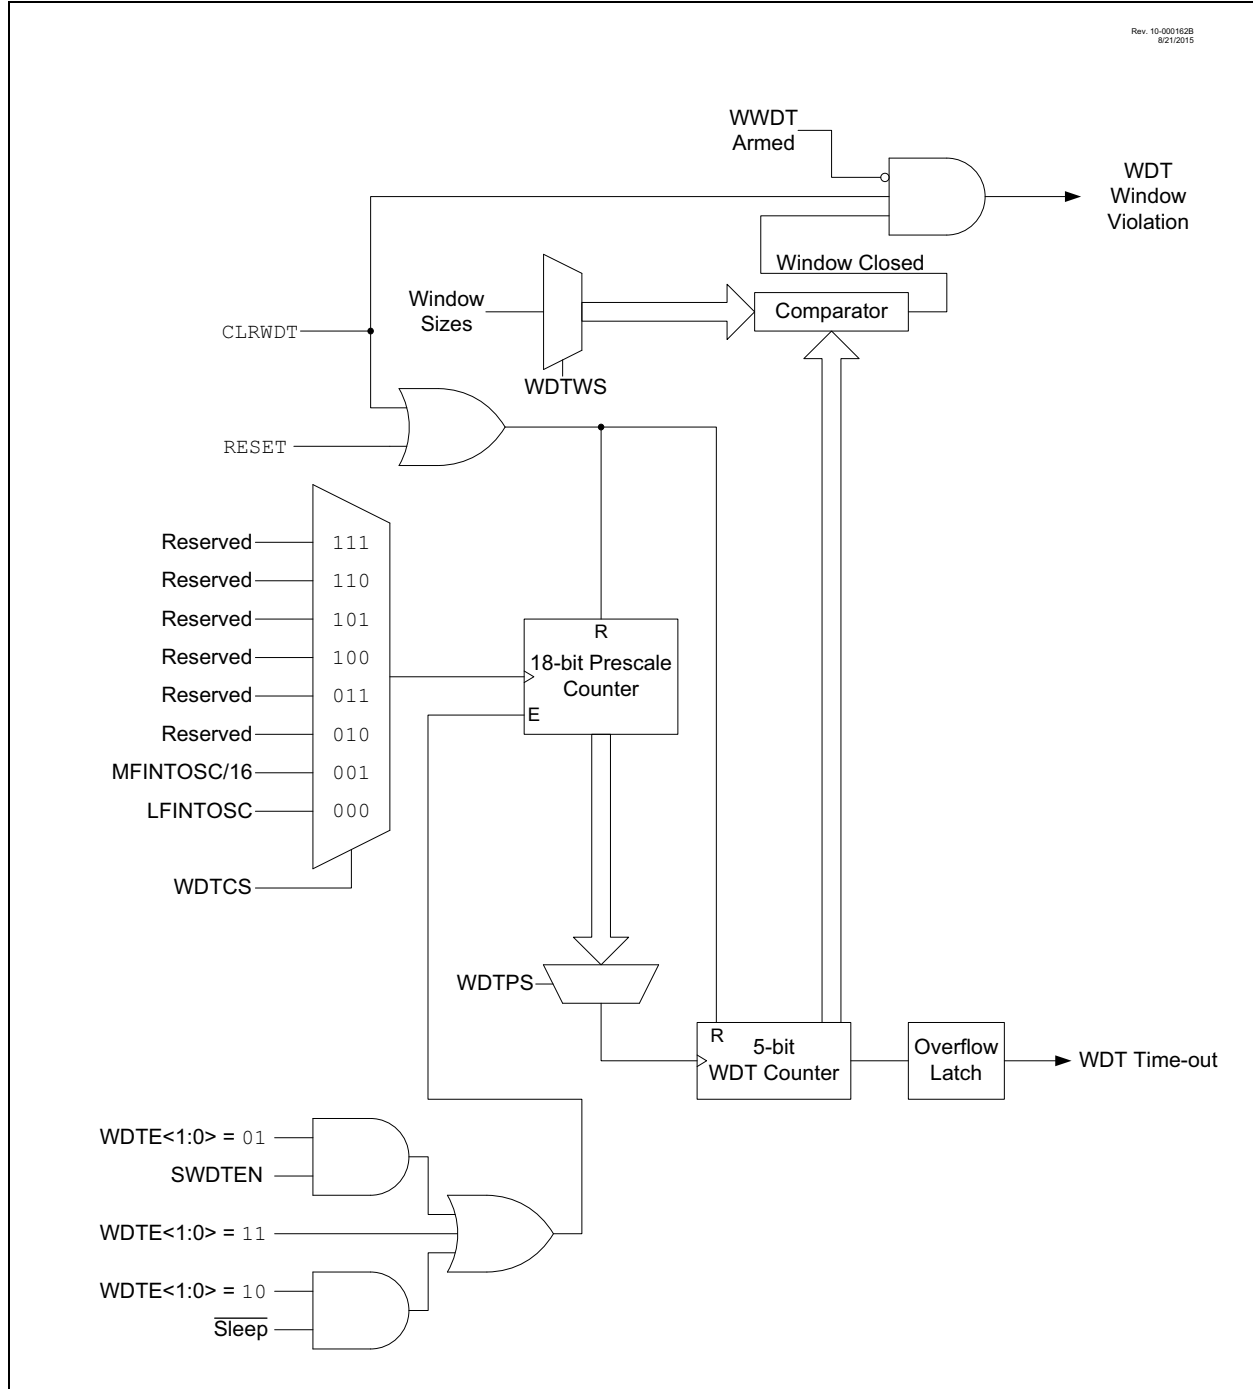 Rev. 10-000162B
8/21/2015
WWDT
Armed
WDT
Window
Violation
Window Closed
Window
Sizes
Comparator
CLRWDT
WDTWS
RESET
Reserved 111
Reserved 110
Reserved 101
Reserved 100
Reserved 011
Reserved 010
MFINTOSC/16 001
LFINTOSC 000
WDTCS
R
18-bit Prescale
Counter
E
WDTPS
R
5-bit
WDT Counter
Overflow
Latch
WDT Time-out
WDTE<1:0> = 01
SWDTEN
WDTE<1:0> = 11
WDTE<1:0> = 10
Sleep